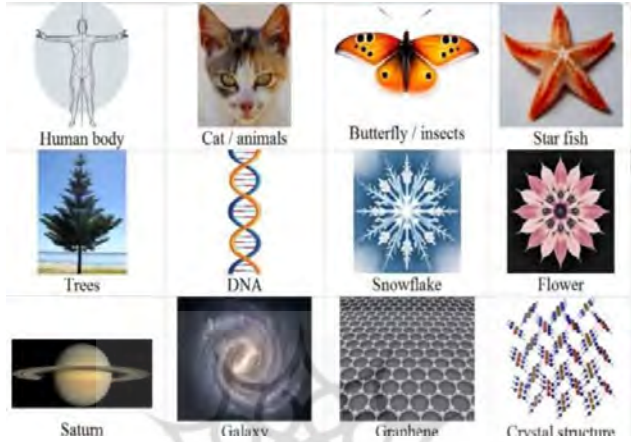 Human body
Cat / animals
Butterfly / insects
Star fish
Trees
DNA
Snowflake
Flower
Saturn
Galaxy
Graphene
Crystal structure